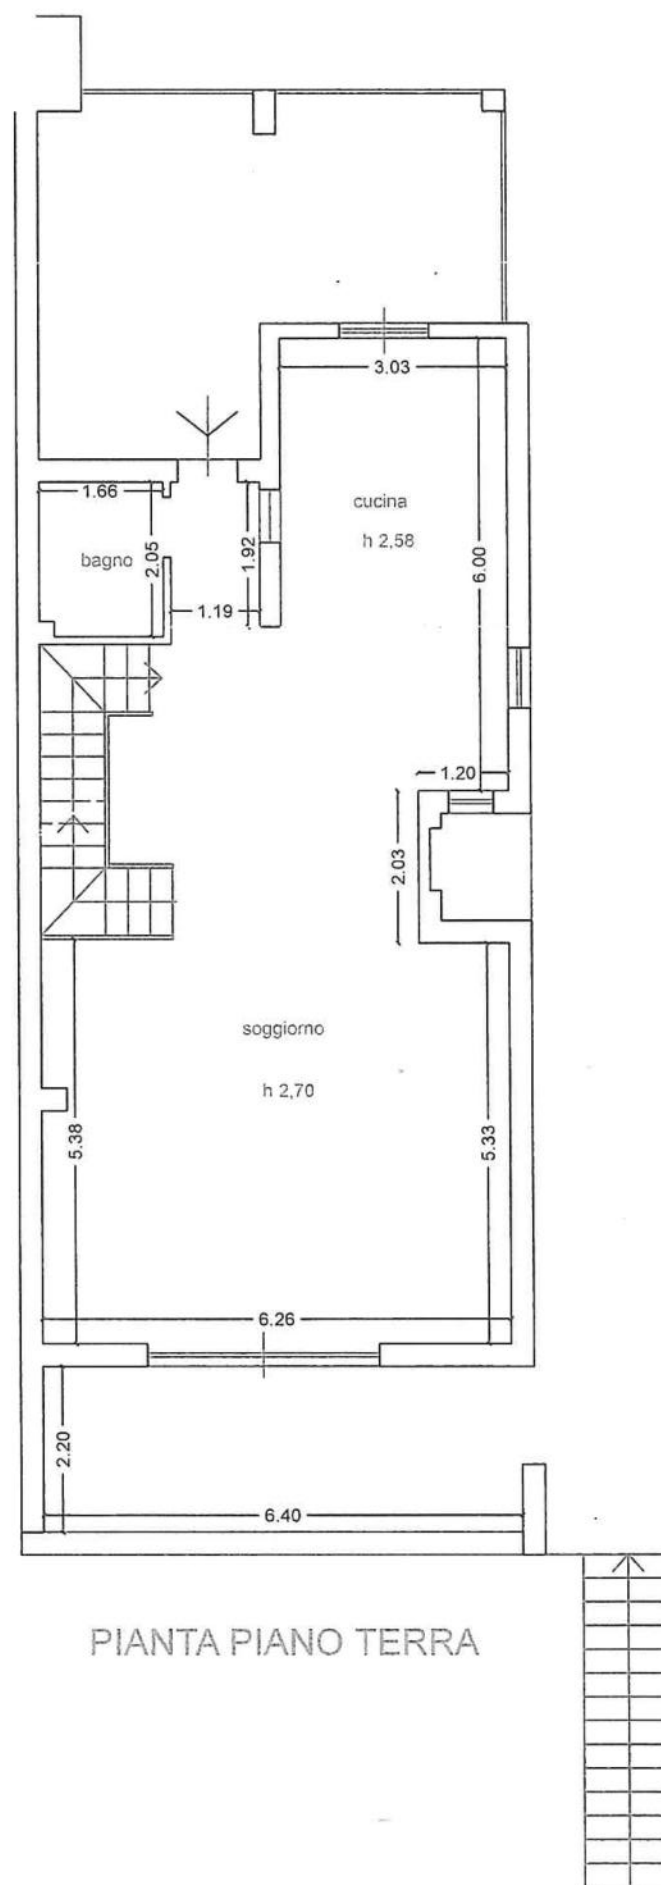 3.03
cucina
h 2,58
1.66
bagno
2.05
1.92
6.00
1.19
1.20
2.03
soggiorno
h 2,70
5.38
5.33
6.26
2.20
6.40
PIANTA PIANO TERRA